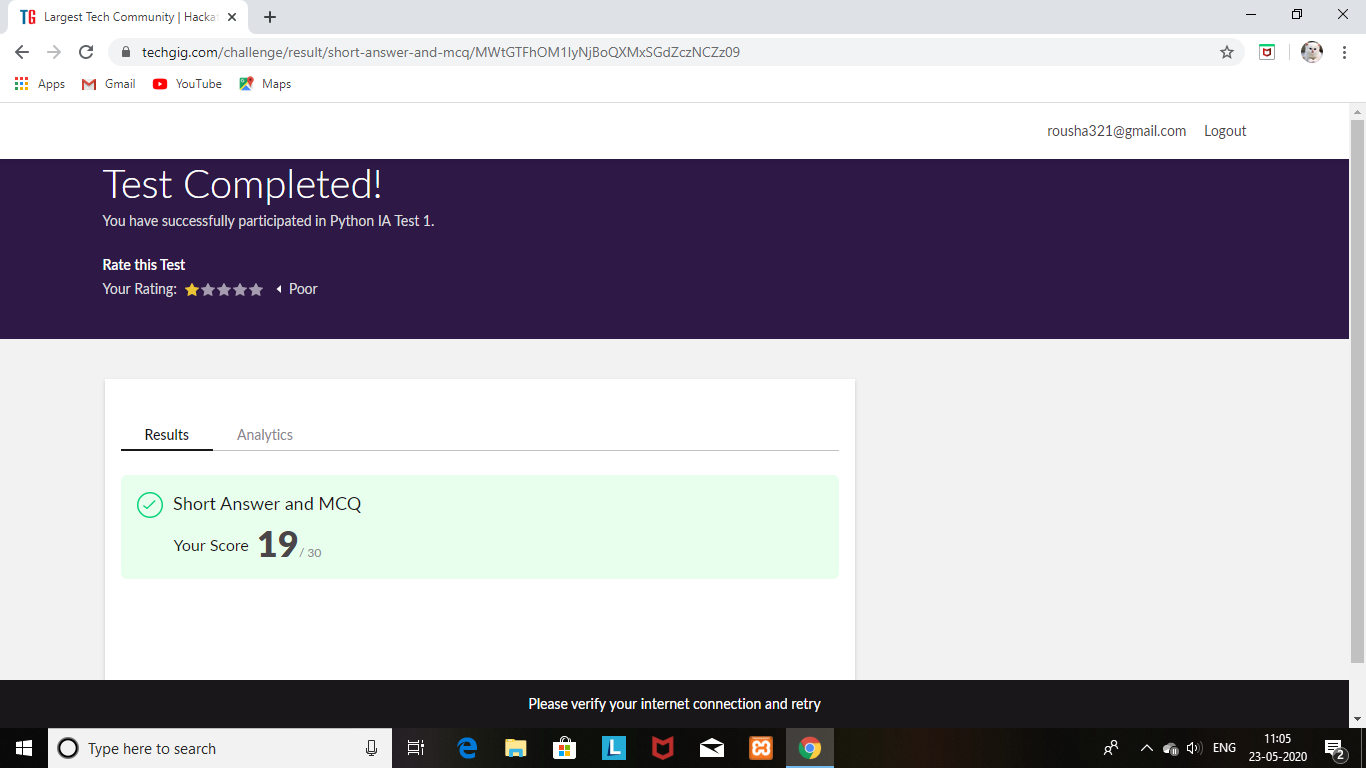 TG Largest Tech Community | Hacka
techgig.com/challenge/result/short-answer-and-mcq/MWtGTFhOM1IyNjBoQXMxSGdZczNCZz09
Apps Gmail YouTube Maps
rousha321@gmail.com Logout
Test Completed!
You have successfully participated in Python IA Test 1.
Rate this Test
Your Rating: Poor
Results Analytics
Short Answer and MCQ
Your Score 19 / 30
Please verify your internet connection and retry
Type here to search
L
ENG
11:05
23-05-2020
2